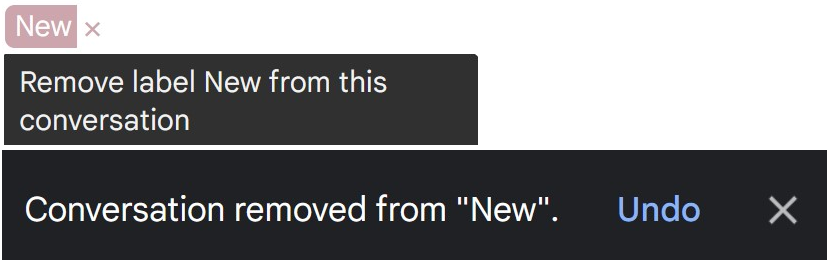 New ×
Remove label New from this
conversation
Conversation removed from "New". Undo ×